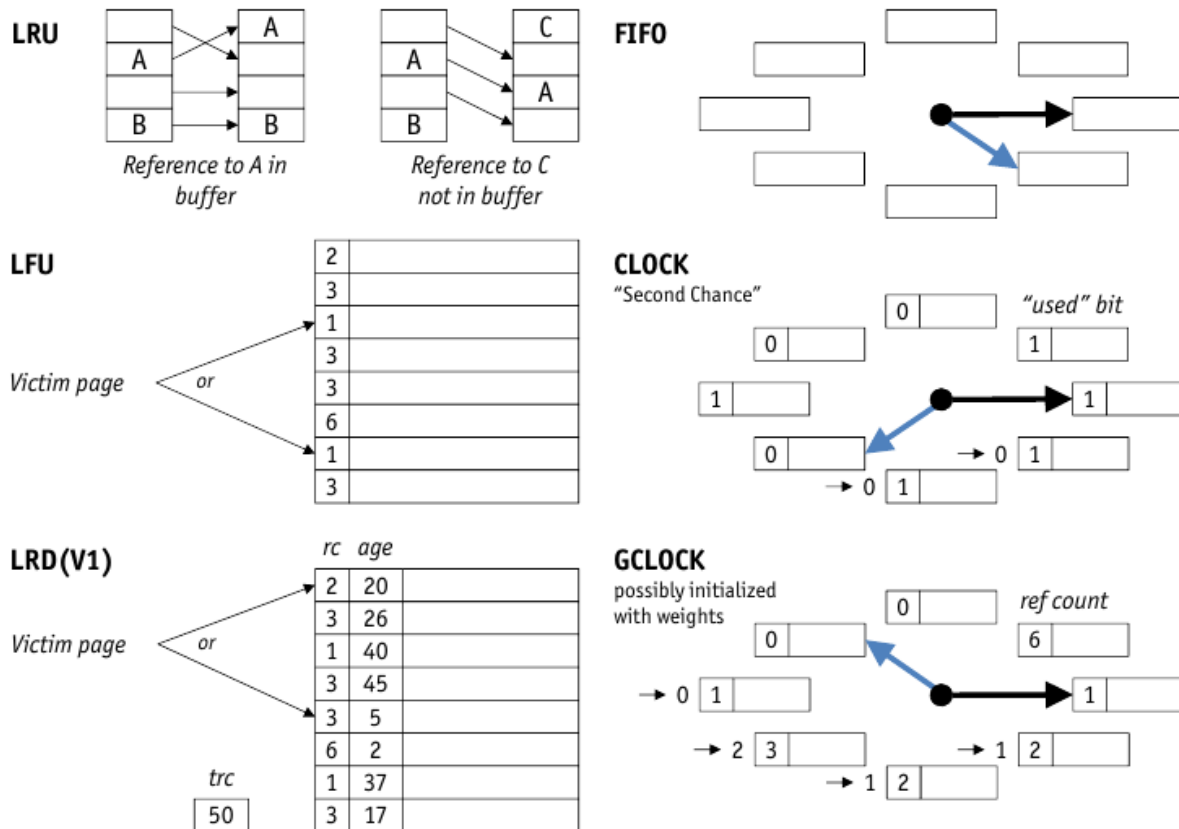 LRU
A
A
B
B
Reference to A in
buffer
C
A
A
B
Reference to C
not in buffer
FIFO
LFU
Victim page
or
2
3
1
3
3
6
1
3
CLOCK
"Second Chance"
"used" bit
0
0
1
1
1
0
→ 0 1
→ 0 1
LRD(V1)
Victim page
or
trc
50
rc age
2 20
3 26
1 40
3 45
3 5
6 2
1 37
3 17
GCLOCK
possibly initialized
with weights
ref count
0
0
6
→ 0 1
1
→ 2 3
→ 1 2
→ 1 2